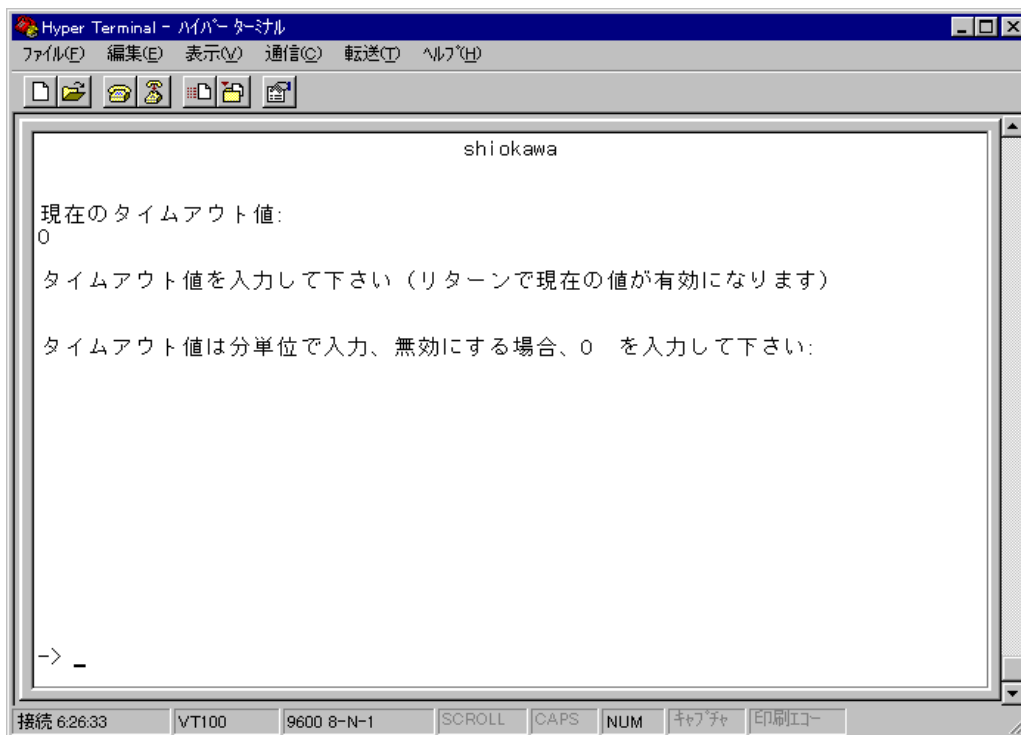 Hyper Terminal - ﾊｲﾊﾟｰ ﾀｰﾐﾅﾙ
ﾌｧｲﾙ(F) 編集(E) 表示(V) 通信(C) 転送(T) ﾍﾙﾌﾟ(H)
shiokawa
現在のタイムアウト値:
0
タイムアウト値を入力して下さい（リターンで現在の値が有効になります）
タイムアウト値は分単位で入力、無効にする場合、0　を入力して下さい:
-> _
接続 6:26:33 VT100 9600 8-N-1 SCROLL CAPS NUM ｷｬﾌﾟﾁｬ 印刷ｴｺｰ